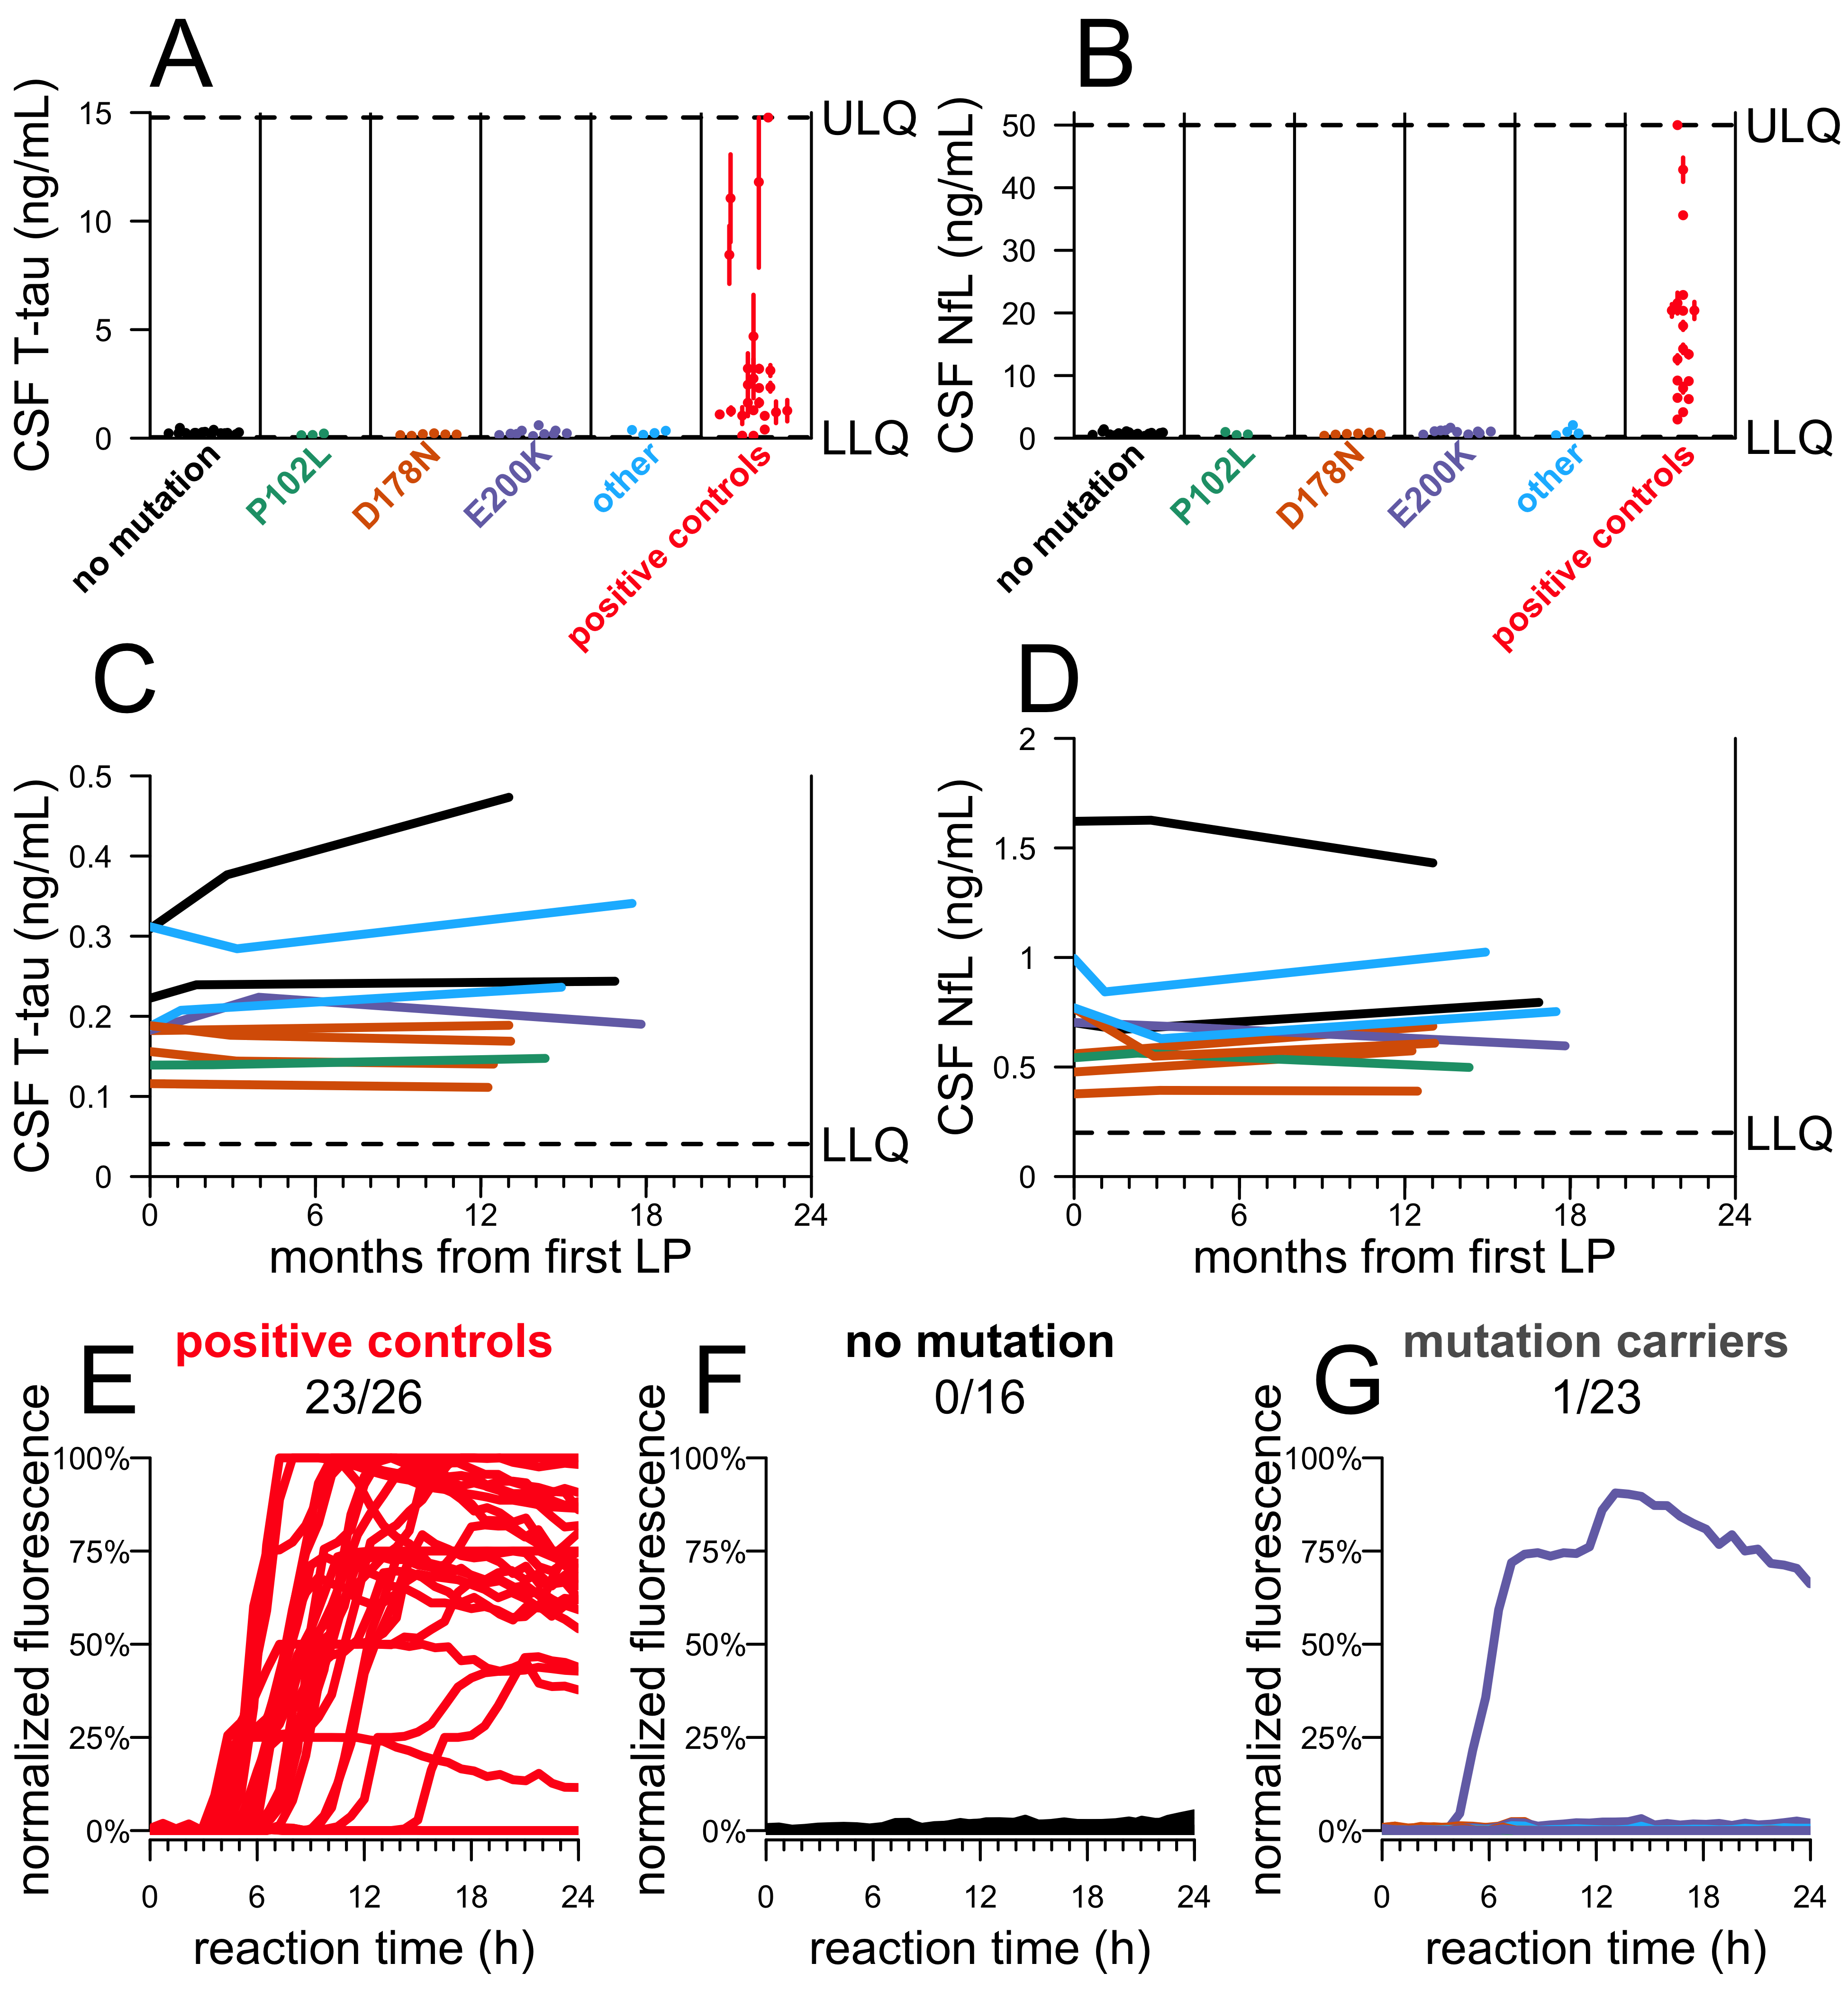 A
CSF T-tau (ng/mL)
15
10
5
0
ULQ
LLQ
no mutation
P102L
D178N
E200K
other
positive controls
B
CSF NfL (ng/mL)
50
40
30
20
10
0
ULQ
LLQ
no mutation
P102L
D178N
E200K
other
positive controls
C
CSF T-tau (ng/mL)
0.5
0.4
0.3
0.2
0.1
0
LLQ
0 6 12 18 24
months from first LP
D
CSF NfL (ng/mL)
2
1.5
1
0.5
0
LLQ
0 6 12 18 24
months from first LP
E
positive controls
23/26
normalized fluorescence
100%
75%
50%
25%
0%
0 6 12 18 24
reaction time (h)
F
no mutation
0/16
normalized fluorescence
100%
75%
50%
25%
0%
0 6 12 18 24
reaction time (h)
G
mutation carriers
1/23
normalized fluorescence
100%
75%
50%
25%
0%
0 6 12 18 24
reaction time (h)